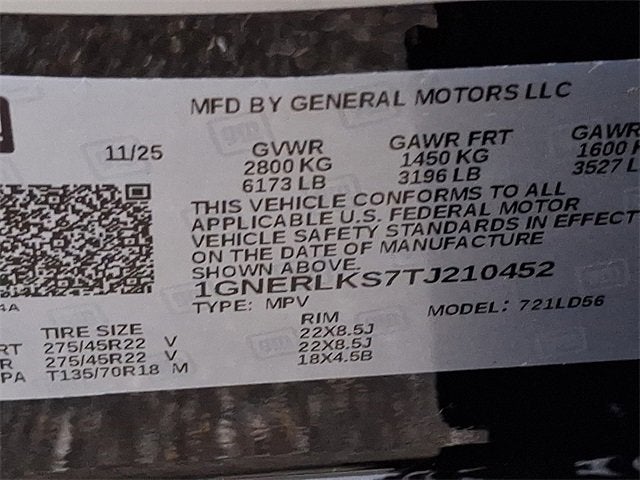 MFD BY GENERAL MOTORS LLC
11/25 GVWR GAWR FRT GAWR
2800 KG 1450 KG 1600
6173 LB 3196 LB 3527 L
THIS VEHICLE CONFORMS TO ALL
APPLICABLE U.S. FEDERAL MOTOR
VEHICLE SAFETY STANDARDS IN EFFECT
ON THE DATE OF MANUFACTURE
SHOWN ABOVE
1GNERLKS7TJ210452
4A TYPE: MPV MODEL: 721LD56
TIRE SIZE RIM
RT 275/45R22 V 22X8.5J
R 275/45R22 V 22X8.5J
PA T135/70R18 M 18X4.5B